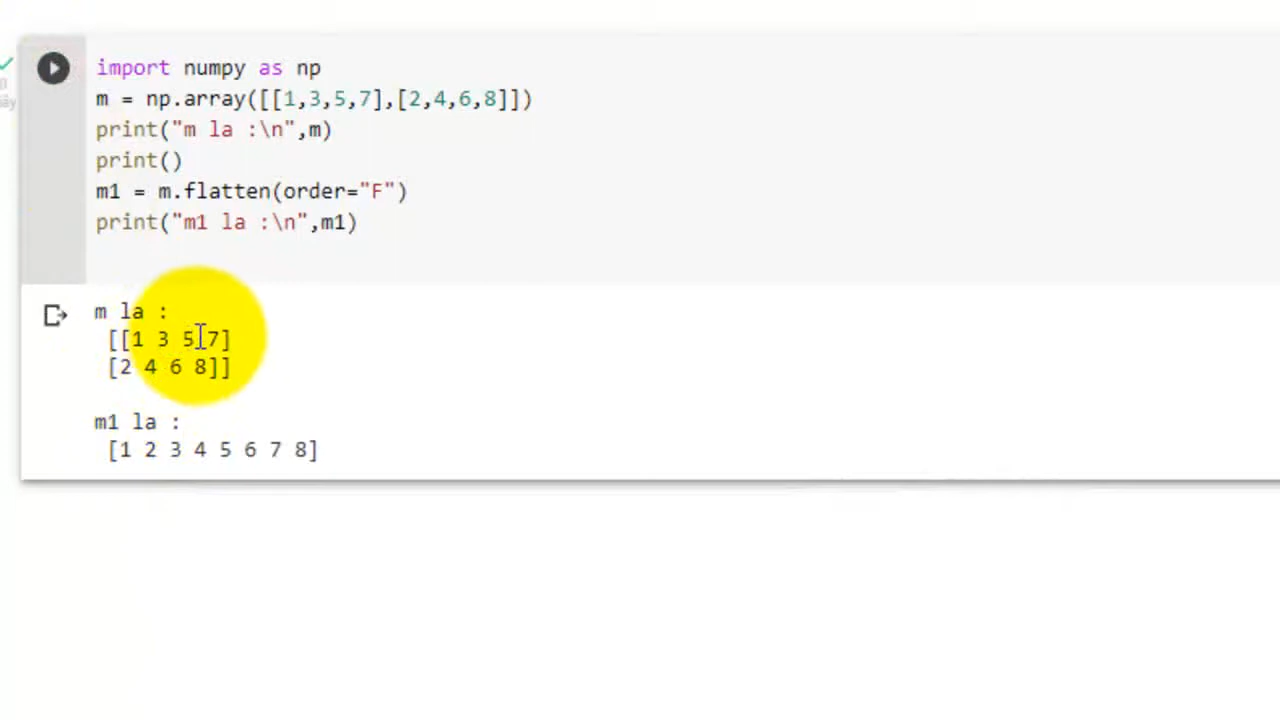 import numpy as np
m = np.array([[1,3,5,7],[2,4,6,8]])
print("m la :\n",m)
print()
m1 = m.flatten(order="F")
print("m1 la :\n",m1)
m la :
[[1 3 5 7]
[2 4 6 8]]
m1 la :
[1 2 3 4 5 6 7 8]